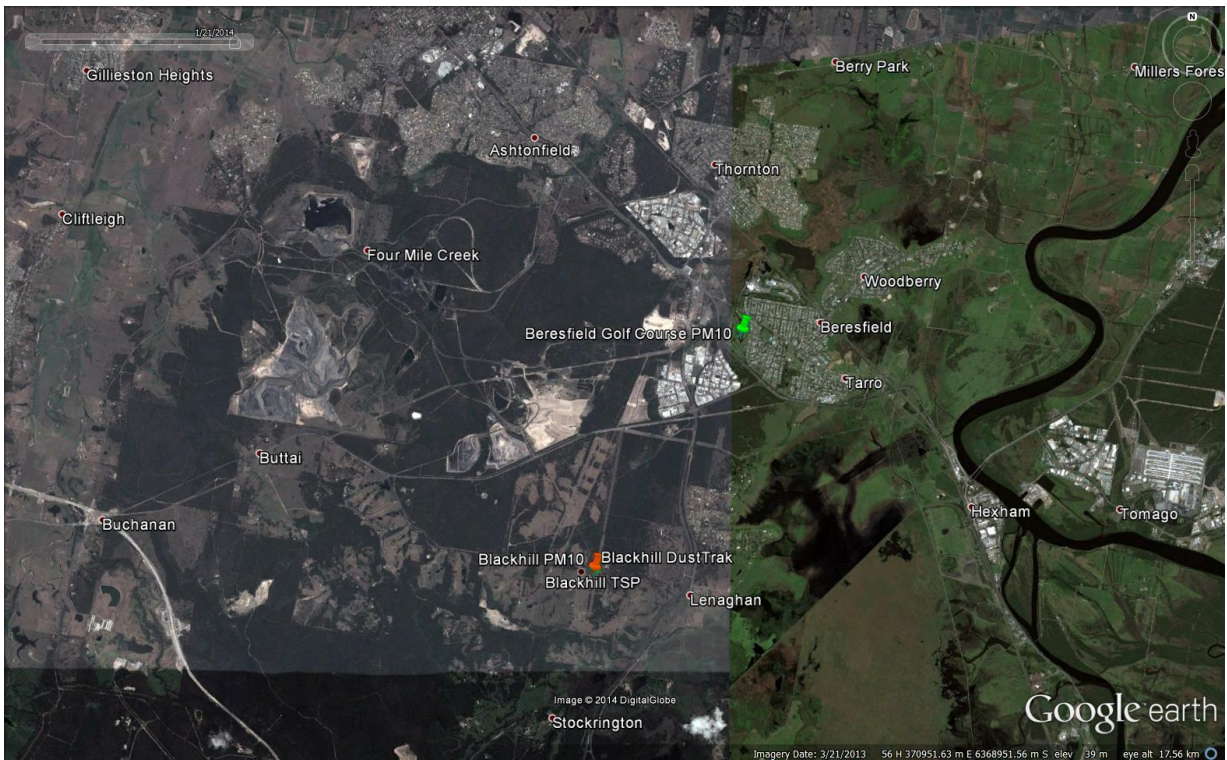 1/21/2014
N
Gillieston Heights
Berry Park
Millers Fores
Ashtonfield
Thornton
Cliftleigh
Four Mile Creek
Woodberry
Beresfield Golf Course PM10
Beresfield
Tarro
Buttai
Buchanan
Hexham
Tomago
Blackhill PM10
Blackhill DustTrak
Blackhill TSP
Lenaghan
Image © 2014 DigitalGlobe
Stockrington
Google earth
Imagery Date: 3/21/2013 56 H 370951.63 m E 6368951.56 m S elev 39 m eye alt 17.56 km